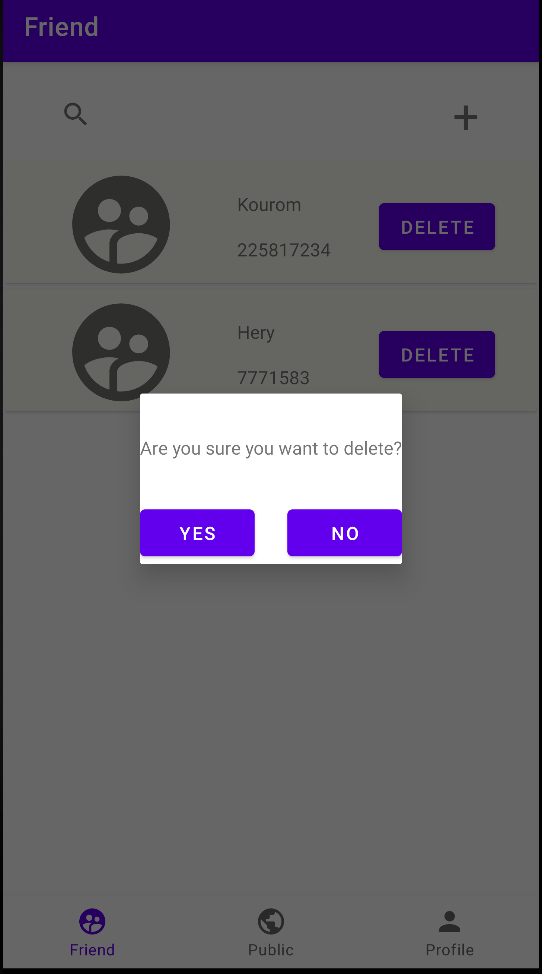 Friend
Kourom
225817234
DELETE
Hery
7771583
DELETE
Are you sure you want to delete?
YES NO
Friend Public Profile